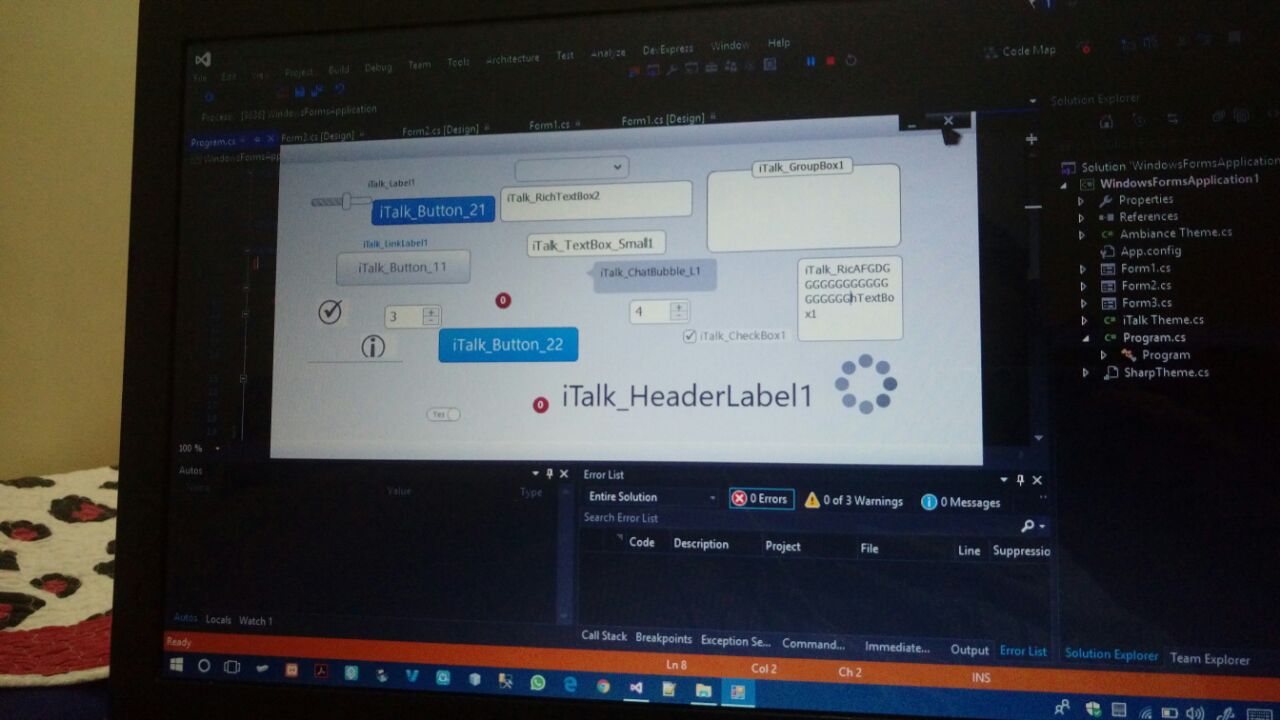 File Edit View Project Build Debug Team Tools Architecture Test Analyze DevExpress Window Help
Code Map
Process: [9636] WindowsFormsApplication
Program.cs Form3.cs [Design] Form2.cs [Design] Form1.cs Form1.cs [Design]
WindowsFormsApp
Solution Explorer
Solution 'WindowsFormsApplication
WindowsFormsApplication1
Properties
References
Ambiance Theme.cs
App.config
Form1.cs
Form2.cs
Form3.cs
iTalk Theme.cs
Program.cs
Program
SharpTheme.cs
iTalk_Label1
iTalk_Button_21
iTalk_RichTextBox2
iTalk_GroupBox1
iTalk_LinkLabel1
iTalk_TextBox_Small1
iTalk_Button_11
iTalk_ChatBubble_L1
iTalk_RicAFGDG
GGGGGGGGGGG
GGGGGGhTextBo
x1
3
0
4
iTalk_Button_22
iTalk_CheckBox1
Yes
0
iTalk_HeaderLabel1
100 %
Autos
Name Value Type
Error List
Entire Solution
0 Errors
0 of 3 Warnings
0 Messages
Search Error List
Code Description Project File Line Suppressio
Autos Locals Watch 1
Call Stack Breakpoints Exception Se... Command... Immediate... Output Error List
Solution Explorer Team Explorer
Ready
Ln 8 Col 2 Ch 2 INS